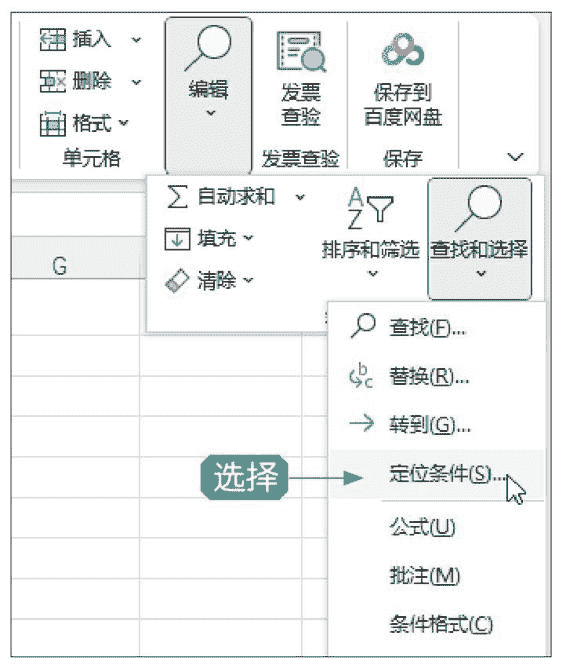 插入
删除
格式
单元格
编辑
发票
查验
发票查验
保存到
百度网盘
保存
自动求和
填充
清除
排序和筛选
查找和选择
G
查找(F)...
替换(R)...
转到(G)...
选择
定位条件(S)...
公式(U)
批注(M)
条件格式(C)